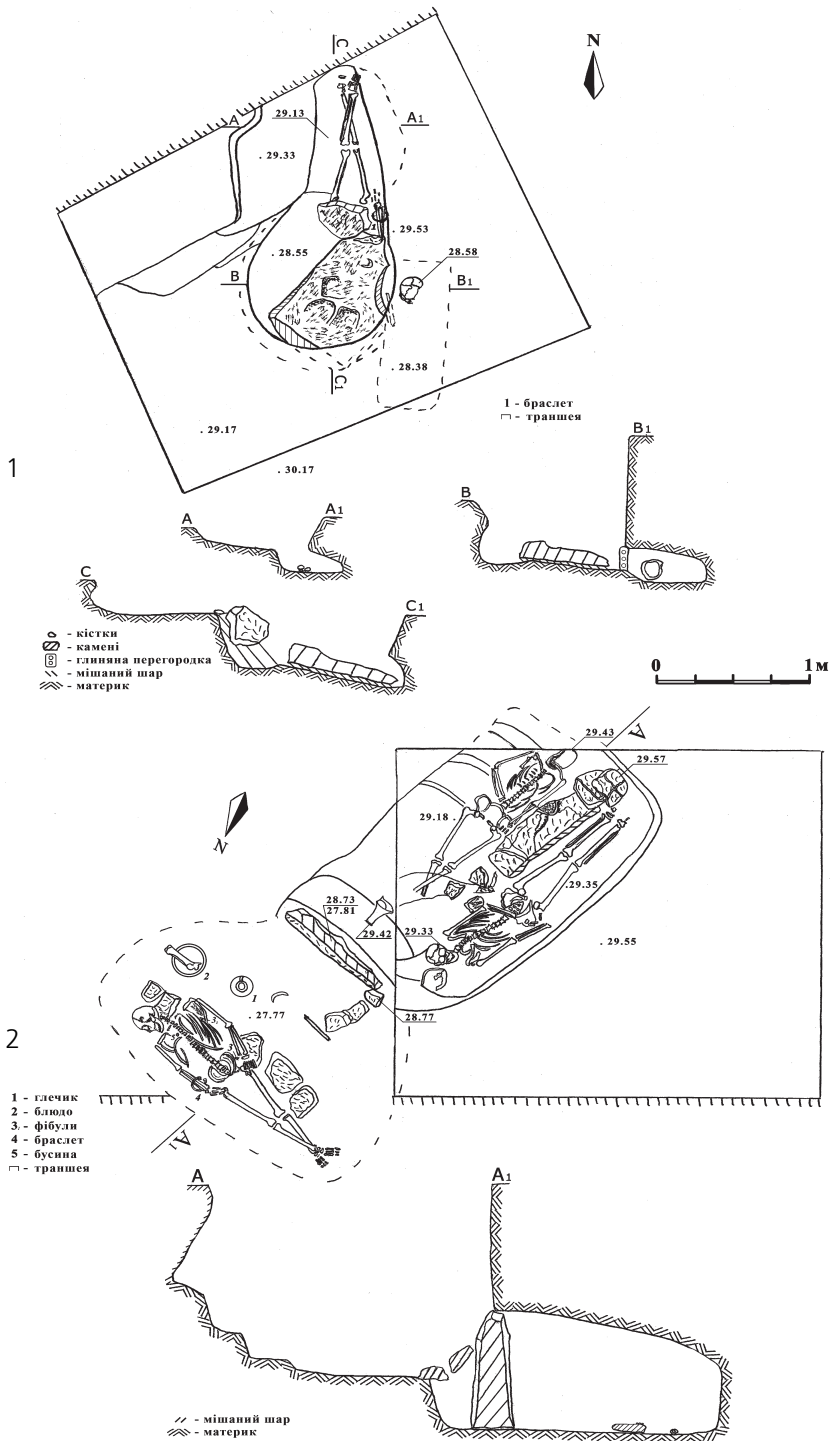 C
N
A
29.13
A1
. 29.33
. 29.53
. 28.55
28.58
B
B1
C1
. 28.38
1 - браслет
- траншея
. 29.17
1
. 30.17
B1
A
A1
B
C
C1
- кістки
- камені
- глиняна перегородка
- мішаний шар
- материк
0
1 м
29.43
A
29.57
29.18 .
N
. 29.35
28.73
27.81
29.42
29.33
. 29.55
2
1
3
. 27.77
28.77
2
3
4
1 - глечик
2 - блюдо
3 - фібули
4 - браслет
5 - бусина
- траншея
A1
A
A1
- мішаний шар
- материк